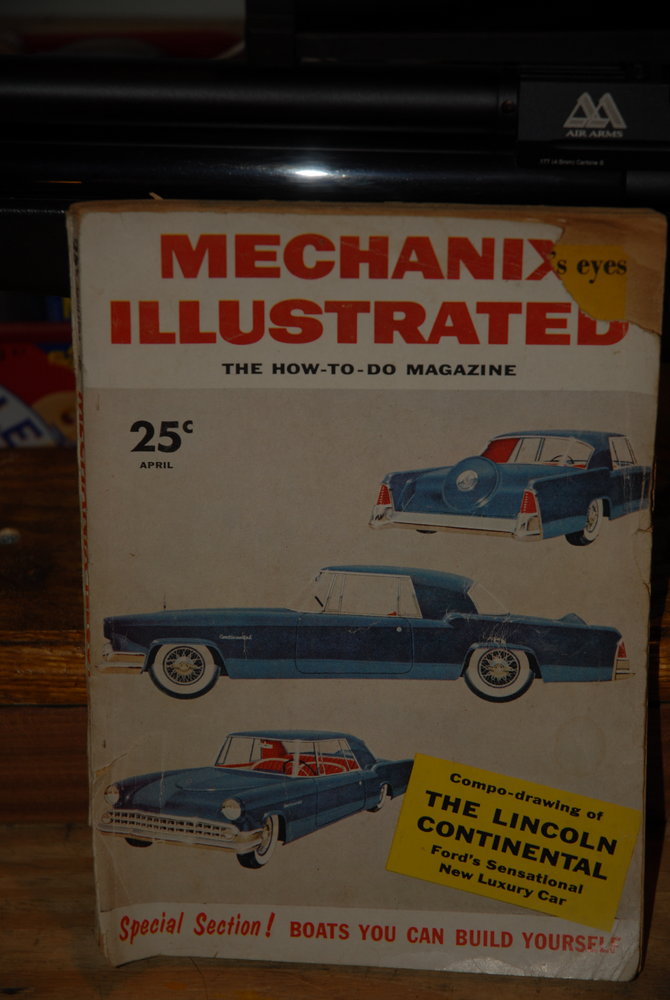 AIR ARMS
MECHANIX
's eyes
ILLUSTRATED
THE HOW-TO-DO MAGAZINE
25c
APRIL
Continental
Compo-drawing of
THE LINCOLN
CONTINENTAL
Ford's Sensational
New Luxury Car
Special Section! BOATS YOU CAN BUILD YOURSELF